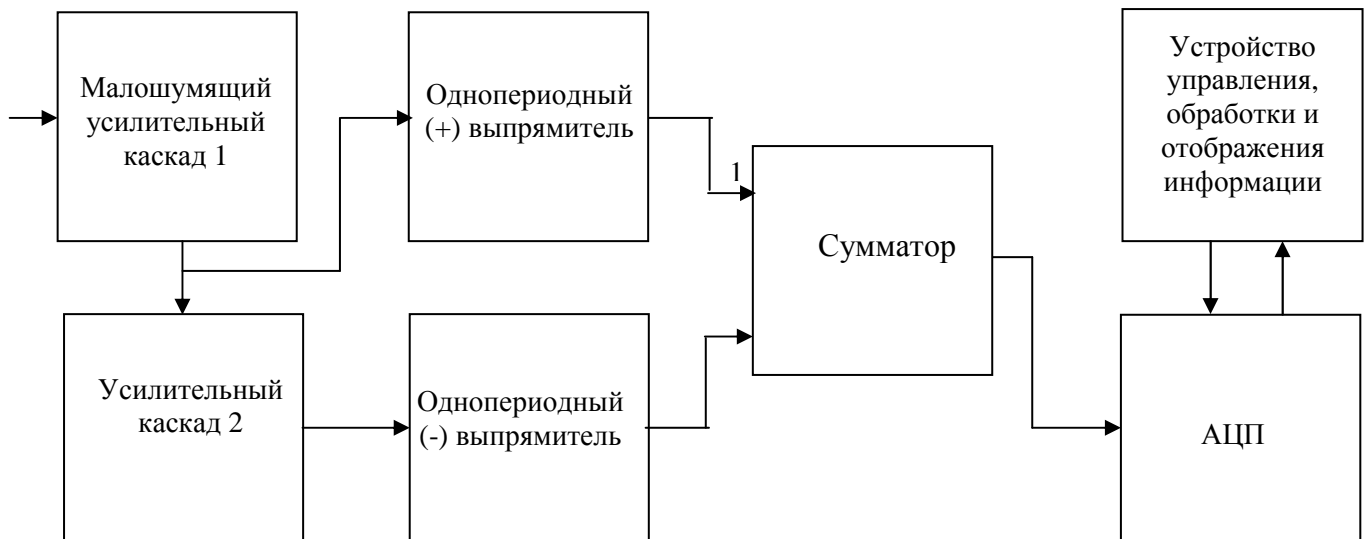 Малошумящий
усилительный
каскад 1
Однопериодный
(+) выпрямитель
1
Сумматор
Устройство
управления,
обработки и
отображения
информации
Усилительный
каскад 2
Однопериодный
(-) выпрямитель
АЦП